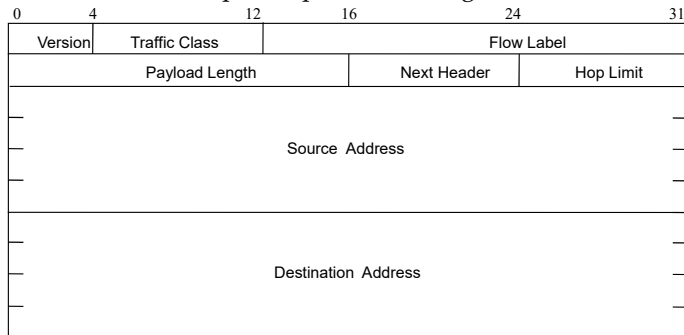 0 4 12 16 24 31
Version Traffic Class Flow Label
Payload Length Next Header Hop Limit
Source Address
Destination Address